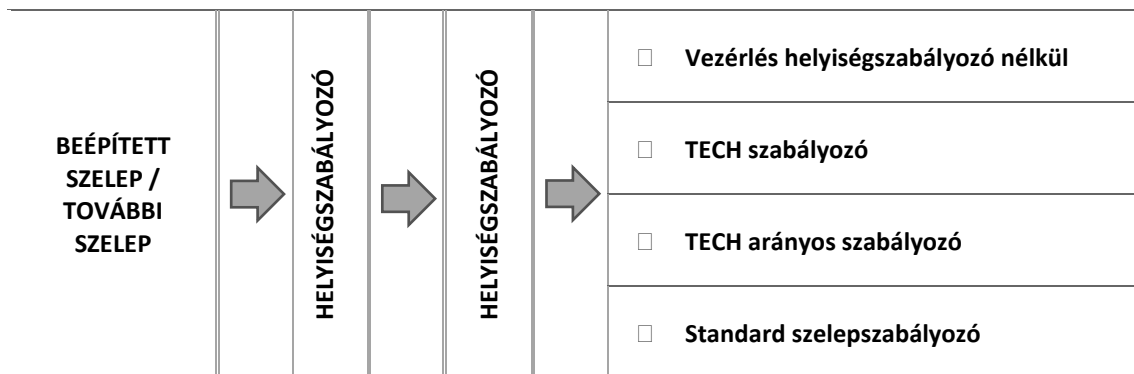 BEÉPÍTETT
SZELEP /
TOVÁBBI
SZELEP
HELYISÉGSZABÁLYOZÓ
HELYISÉGSZABÁLYOZÓ
Vezérlés helyiségszabályozó nélkül
TECH szabályozó
TECH arányos szabályozó
Standard szelepszabályozó